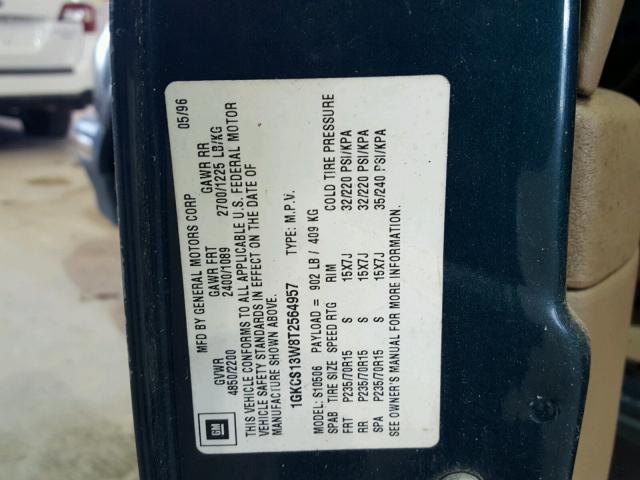 GM
MFD BY GENERAL MOTORS CORP 05/96
GVWR GAWR FRT GAWR RR
4850/2200 2400/1089 2700/1225 LB/KG
THIS VEHICLE CONFORMS TO ALL APPLICABLE U.S. FEDERAL MOTOR
VEHICLE SAFETY STANDARDS IN EFFECT ON THE DATE OF
MANUFACTURE SHOWN ABOVE.
1GKCS13W8T2564957 TYPE: M.P.V.
MODEL: S10506 PAYLOAD = 902 LB / 409 KG
SPAB TIRE SIZE SPEED RTG RIM COLD TIRE PRESSURE
FRT P235/70R15 S 15X7J 32/220 PSI/KPA
RR P235/70R15 S 15X7J 32/220 PSI/KPA
SPA P235/70R15 S 15X7J 35/240 PSI/KPA
SEE OWNER'S MANUAL FOR MORE INFORMATION.